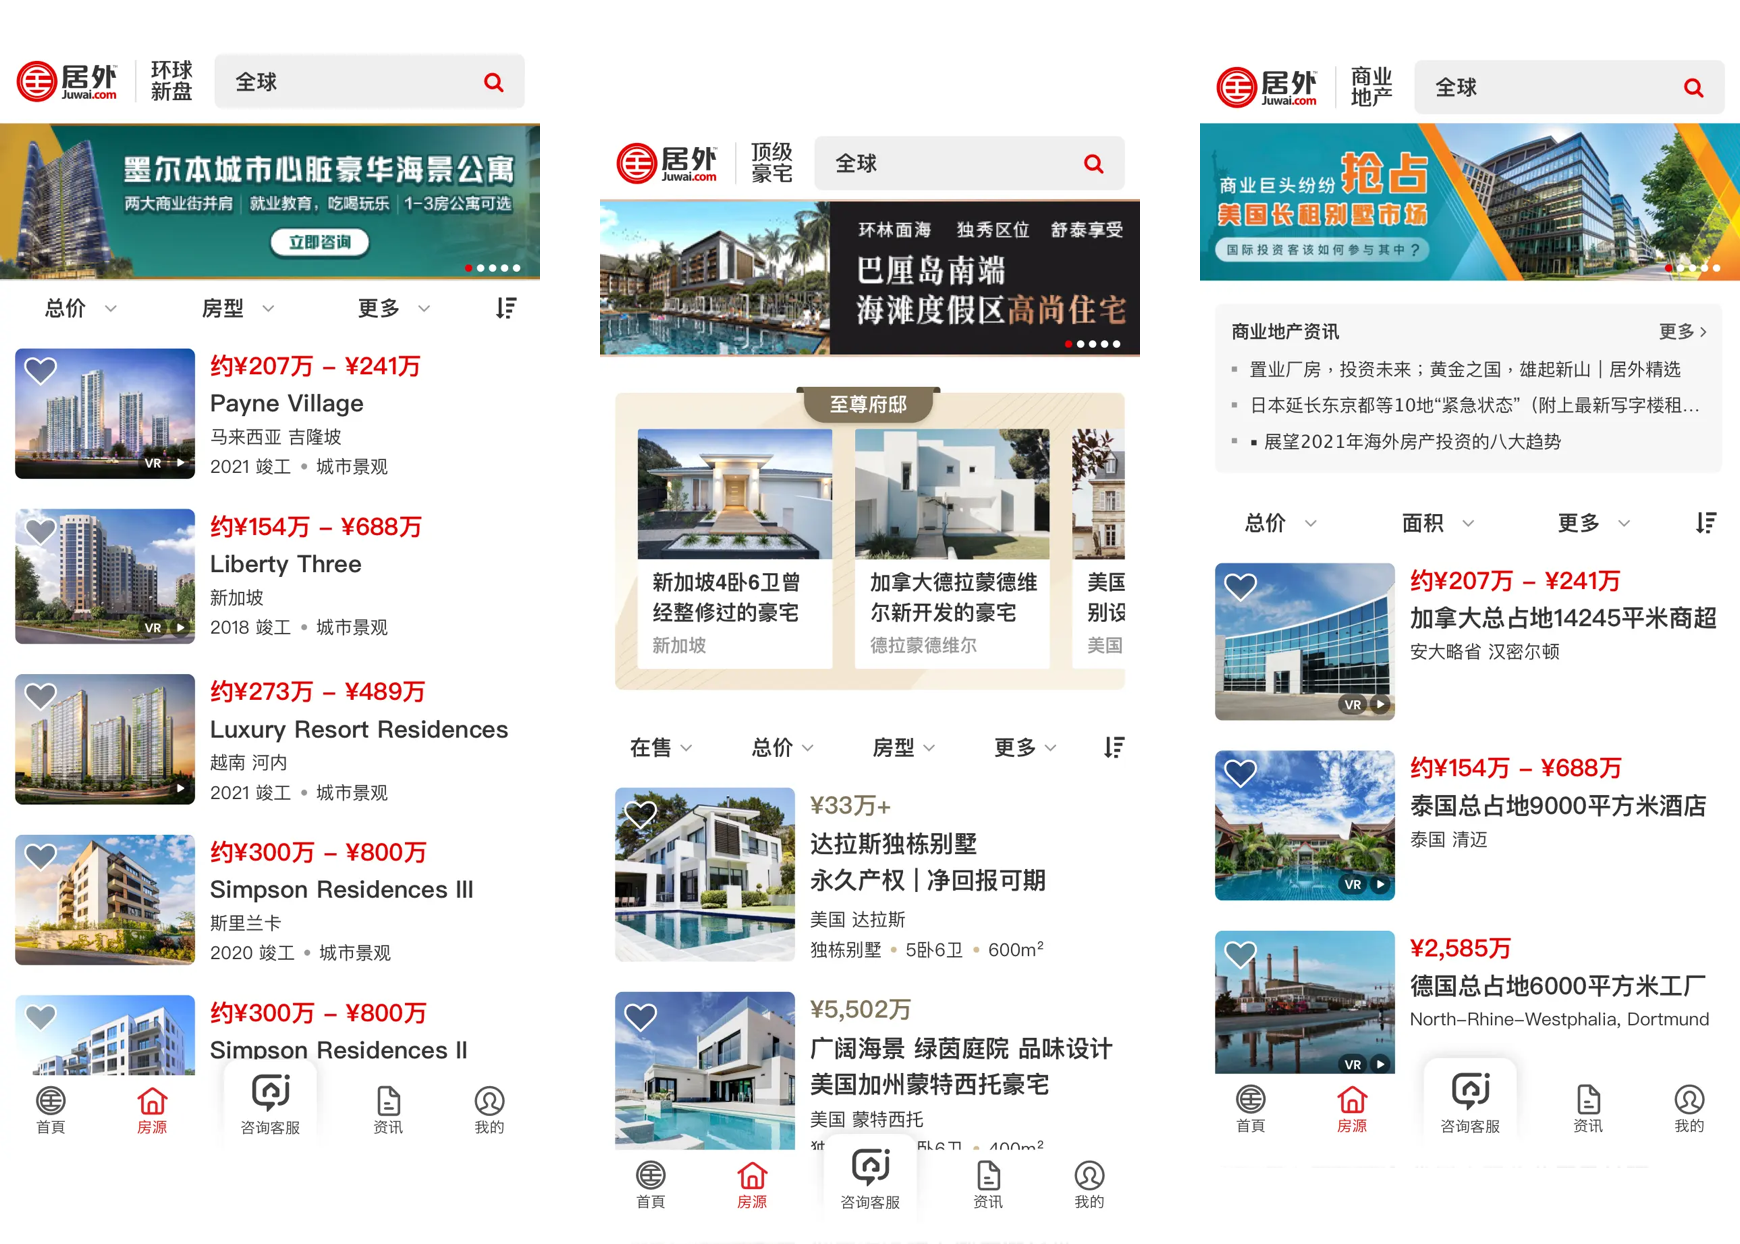 居外
Juwai.com
环球
新盘
全球
墨尔本城市心脏豪华海景公寓
两大商业街井肩｜就业教育，吃喝玩乐｜1-3房公寓可选
立即咨询
总价
房型
更多
约¥207万 – ¥241万
Payne Village
马来西亚 吉隆坡
2021 竣工 • 城市景观
VR
约¥154万 – ¥688万
Liberty Three
新加坡
2018 竣工 • 城市景观
VR
约¥273万 – ¥489万
Luxury Resort Residences
越南 河内
2021 竣工 • 城市景观
约¥300万 – ¥800万
Simpson Residences III
斯里兰卡
2020 竣工 • 城市景观
约¥300万 – ¥800万
Simpson Residences II
首頁
房源
咨询客服
资讯
我的
居外
Juwai.com
顶级
豪宅
全球
环林面海 独秀区位 舒泰享受
巴厘岛南端
海滩度假区高尚住宅
至尊府邸
新加坡4卧6卫曾
经整修过的豪宅
新加坡
加拿大德拉蒙德维
尔新开发的豪宅
德拉蒙德维尔
美国
别设
美国
在售
总价
房型
更多
¥33万+
达拉斯独栋别墅
永久产权 | 净回报可期
美国 达拉斯
独栋别墅 • 5卧6卫 • 600m²
¥5,502万
广阔海景 绿茵庭院 品味设计
美国加州蒙特西托豪宅
美国 蒙特西托
独 卧6卫 • 400m²
首頁
房源
咨询客服
资讯
我的
居外
Juwai.com
商业
地产
全球
商业巨头纷纷 抢占
美国长租别墅市场
国际投资客该如何参与其中？
商业地产资讯
更多
▪ 置业厂房，投资未来；黄金之国，雄起新山 | 居外精选
▪ 日本延长东京都等10地“紧急状态”（附上最新写字楼租...
▪ ▪ 展望2021年海外房产投资的八大趋势
总价
面积
更多
约¥207万 – ¥241万
加拿大总占地14245平米商超
安大略省 汉密尔顿
VR
约¥154万 – ¥688万
泰国总占地9000平方米酒店
泰国 清迈
VR
¥2,585万
德国总占地6000平方米工厂
North–Rhine–Westphalia, Dortmund
VR
首頁
房源
咨询客服
资讯
我的